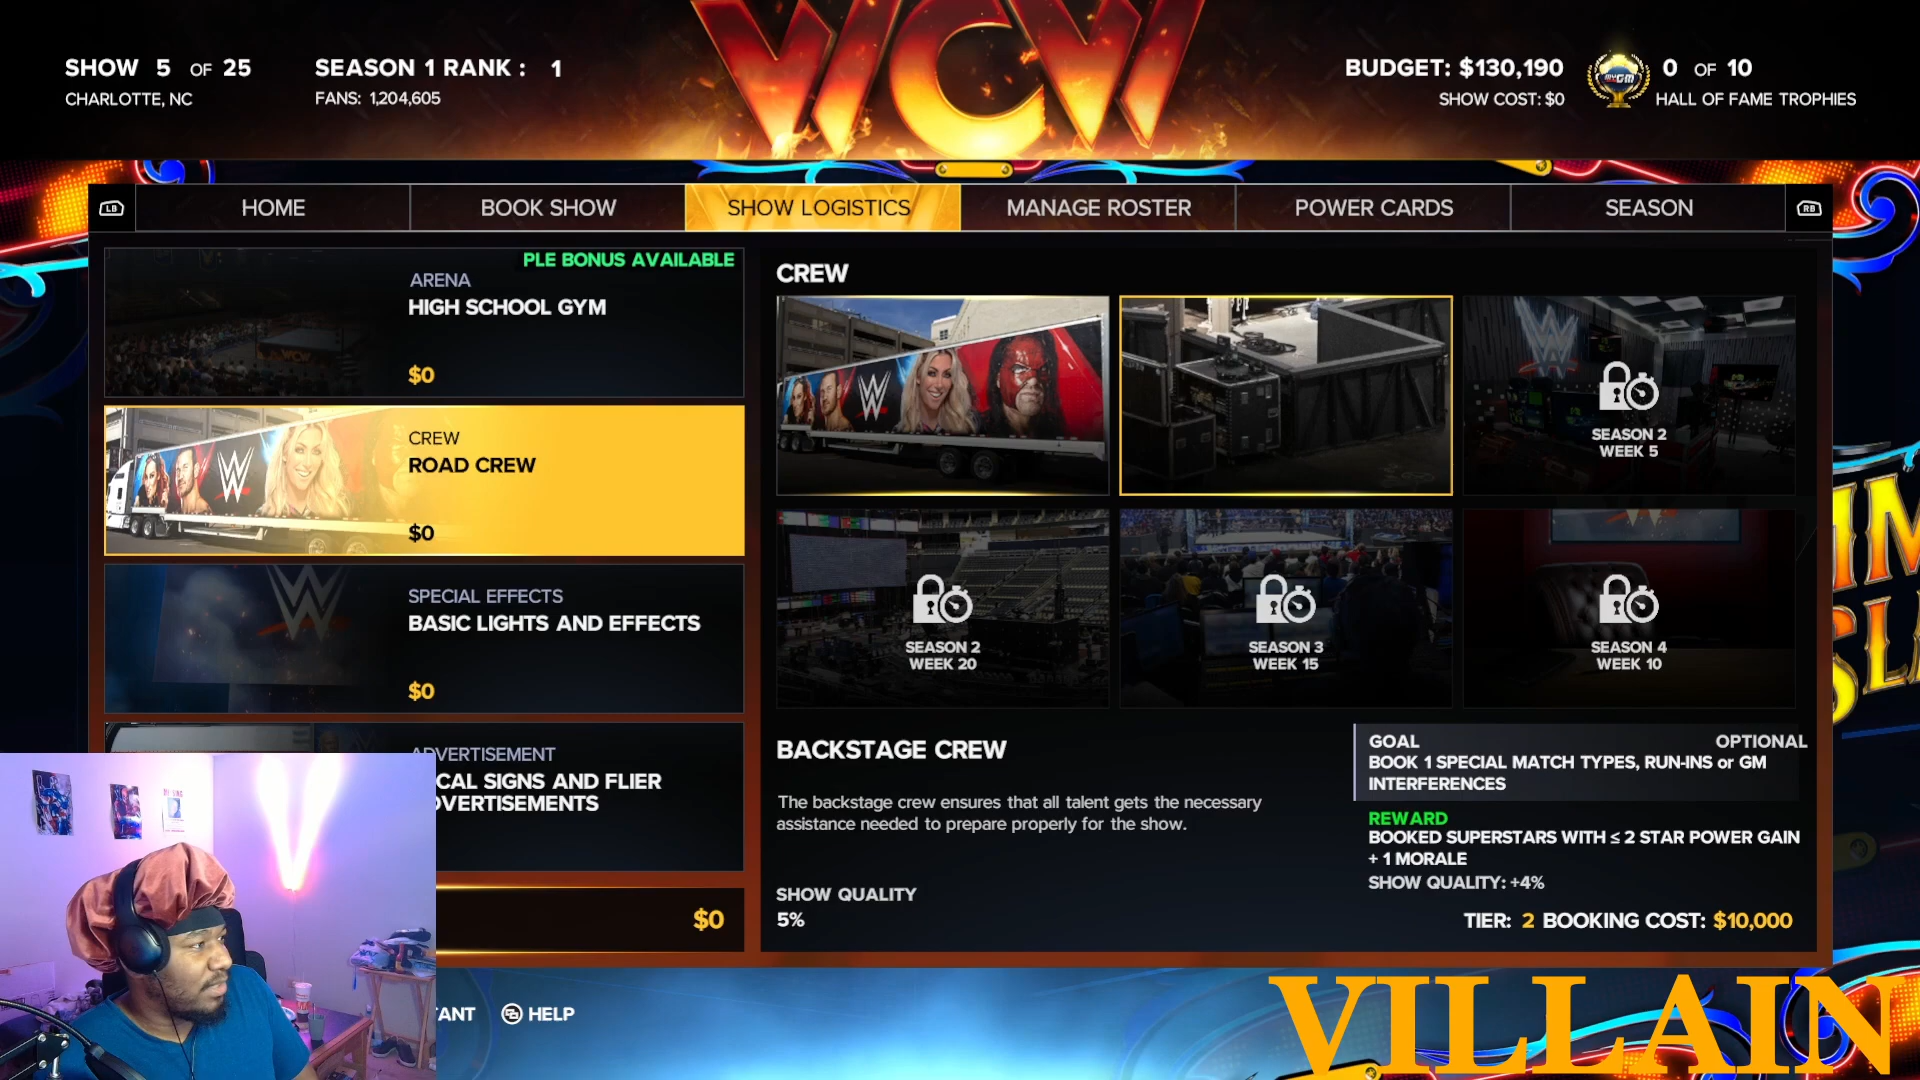 WCW
SHOW 5 OF 25
CHARLOTTE, NC
SEASON 1 RANK : 1
FANS: 1,204,605
BUDGET: $130,190
SHOW COST: $0
MyGM
0 OF 10
HALL OF FAME TROPHIES
LB
HOME
BOOK SHOW
SHOW LOGISTICS
MANAGE ROSTER
POWER CARDS
SEASON
RB
PLE BONUS AVAILABLE
ARENA
HIGH SCHOOL GYM
$0
CREW
ROAD CREW
$0
SPECIAL EFFECTS
BASIC LIGHTS AND EFFECTS
$0
ADVERTISEMENT
CAL SIGNS AND FLIER
DVERTISEMENTS
$0
CREW
SEASON 2
WEEK 5
SEASON 2
WEEK 20
SEASON 3
WEEK 15
SEASON 4
WEEK 10
BACKSTAGE CREW
The backstage crew ensures that all talent gets the necessary
assistance needed to prepare properly for the show.
SHOW QUALITY
5%
GOAL OPTIONAL
BOOK 1 SPECIAL MATCH TYPES, RUN-INS or GM
INTERFERENCES
REWARD
BOOKED SUPERSTARS WITH ≤ 2 STAR POWER GAIN
+ 1 MORALE
SHOW QUALITY: +4%
TIER: 2 BOOKING COST: $10,000
TANT
HELP
VILLAIN